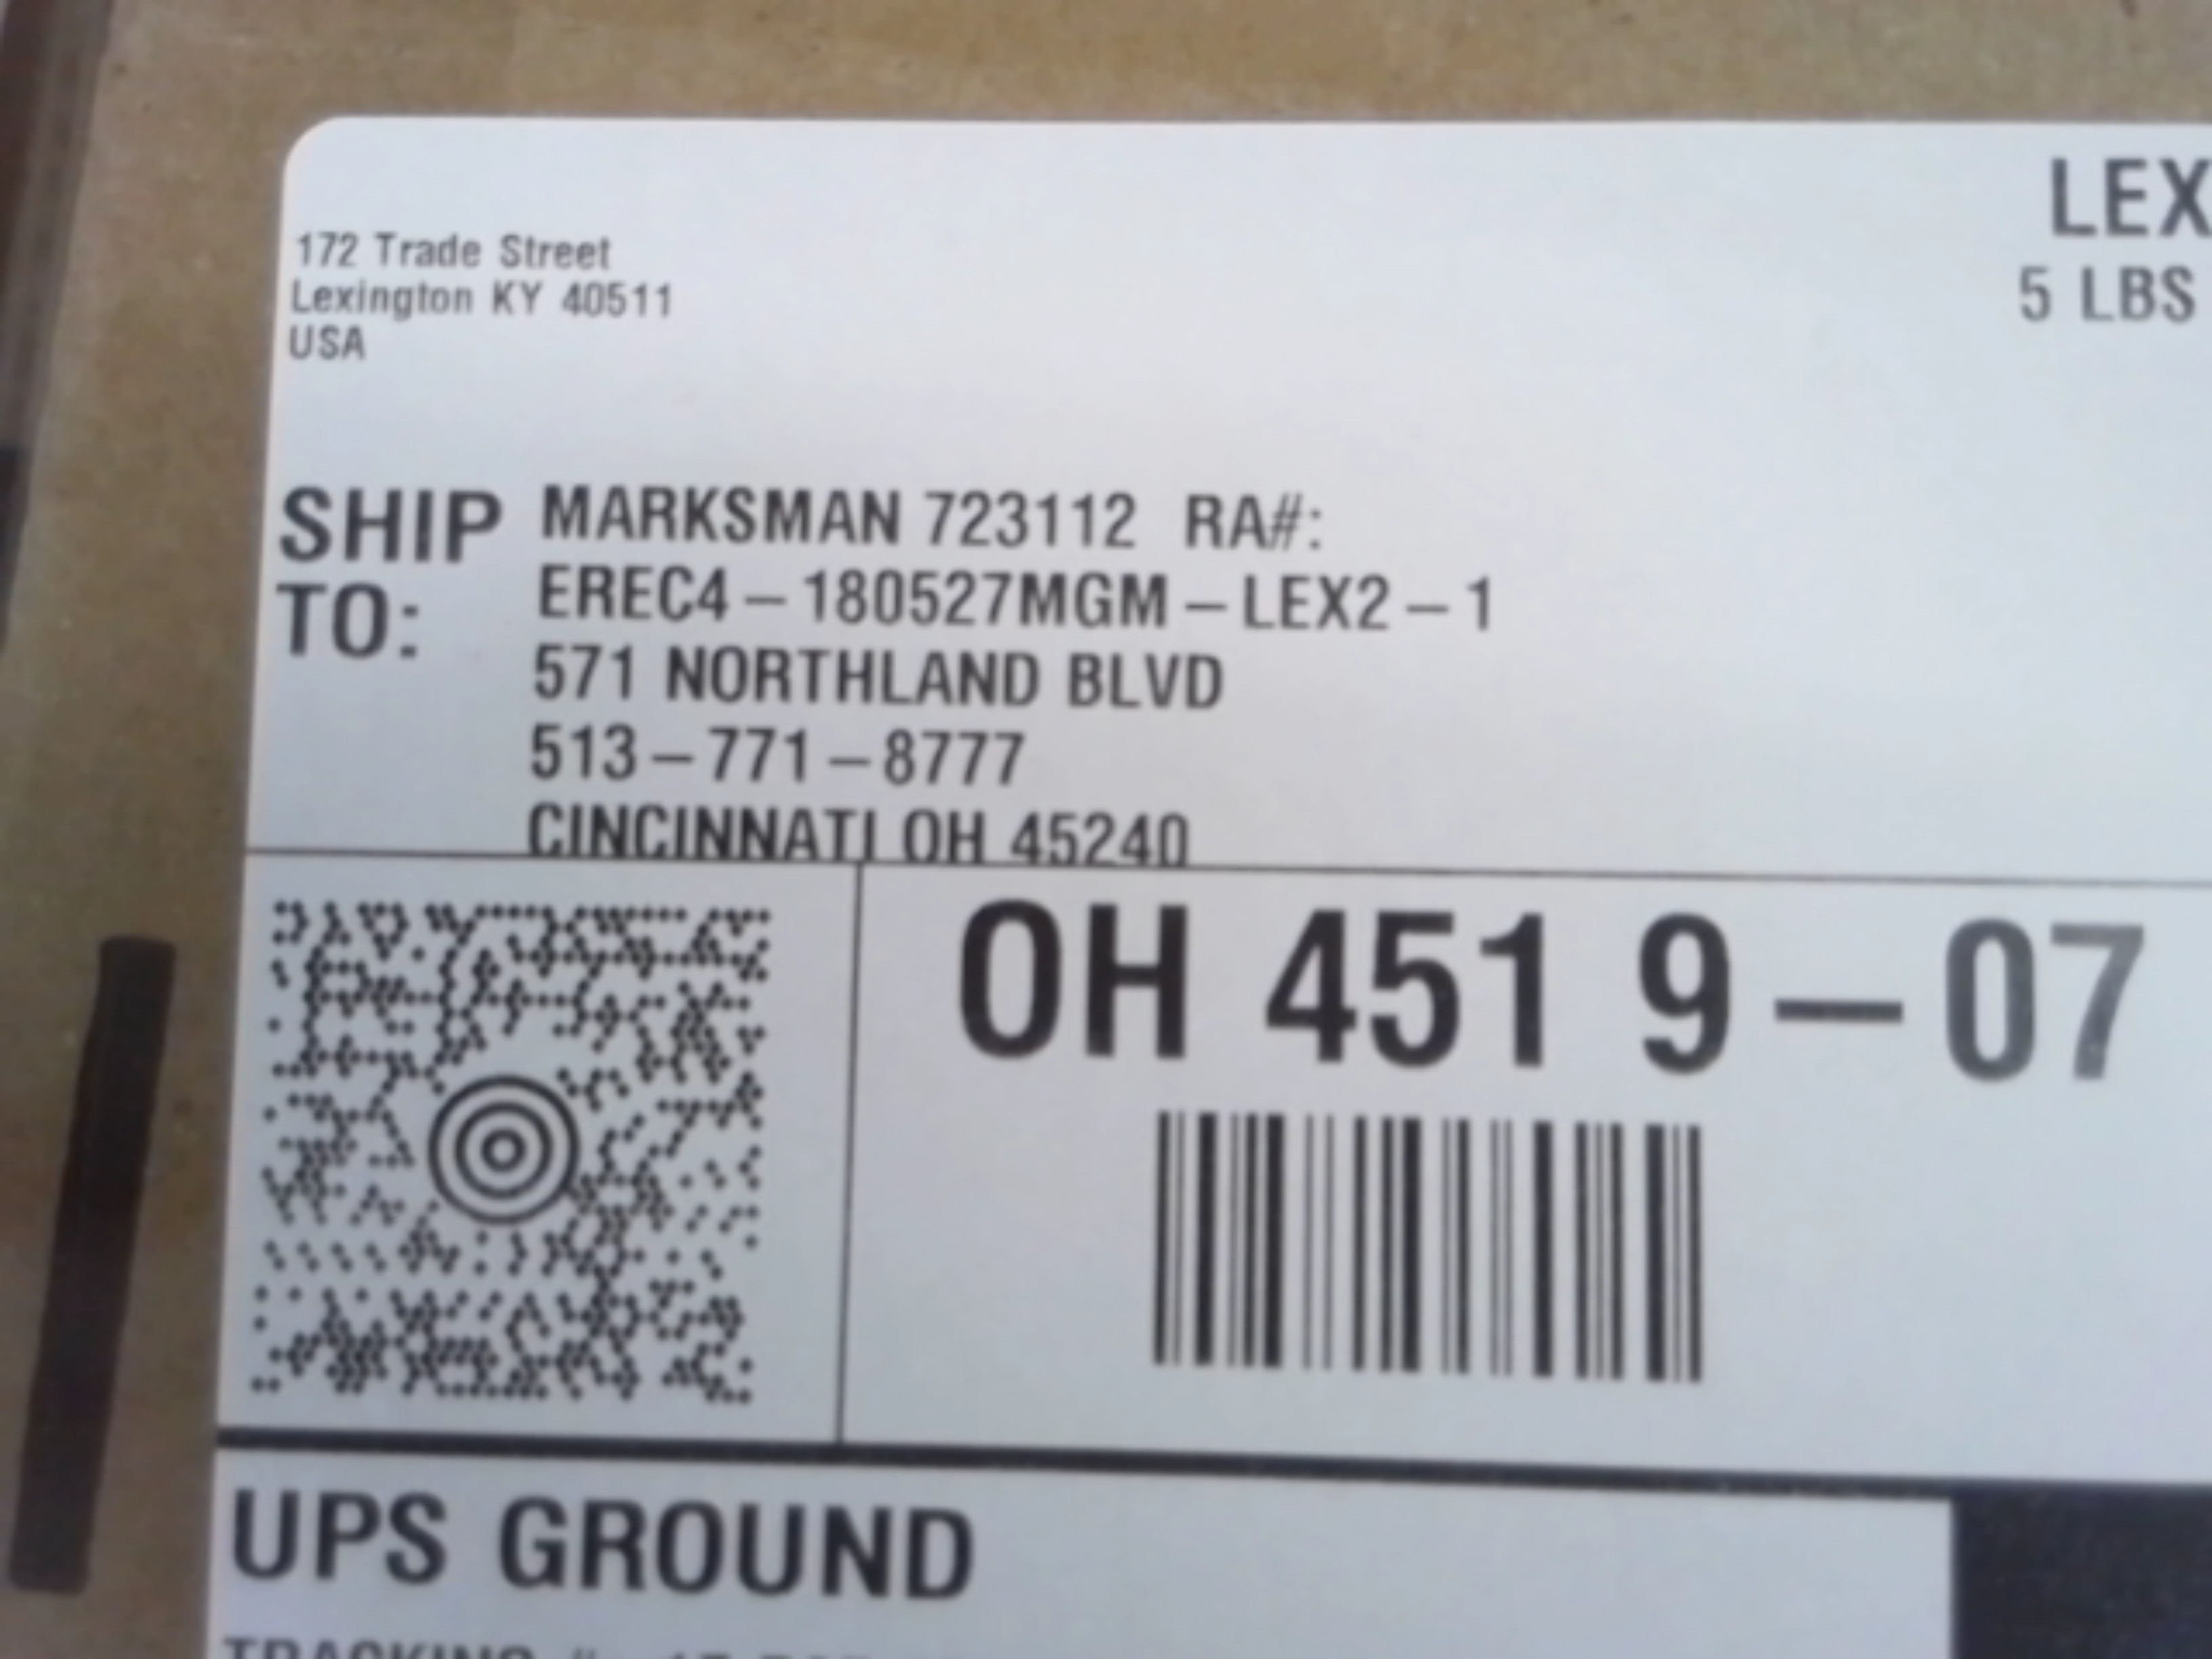 LEX
5 LBS
172 Trade Street
Lexington KY 40511
USA
SHIP TO:
MARKSMAN 723112 RA#:
EREC4-180527MGM-LEX2-1
571 NORTHLAND BLVD
513-771-8777
CINCINNATI OH 45240
OH 451 9-07
UPS GROUND
TRACKING